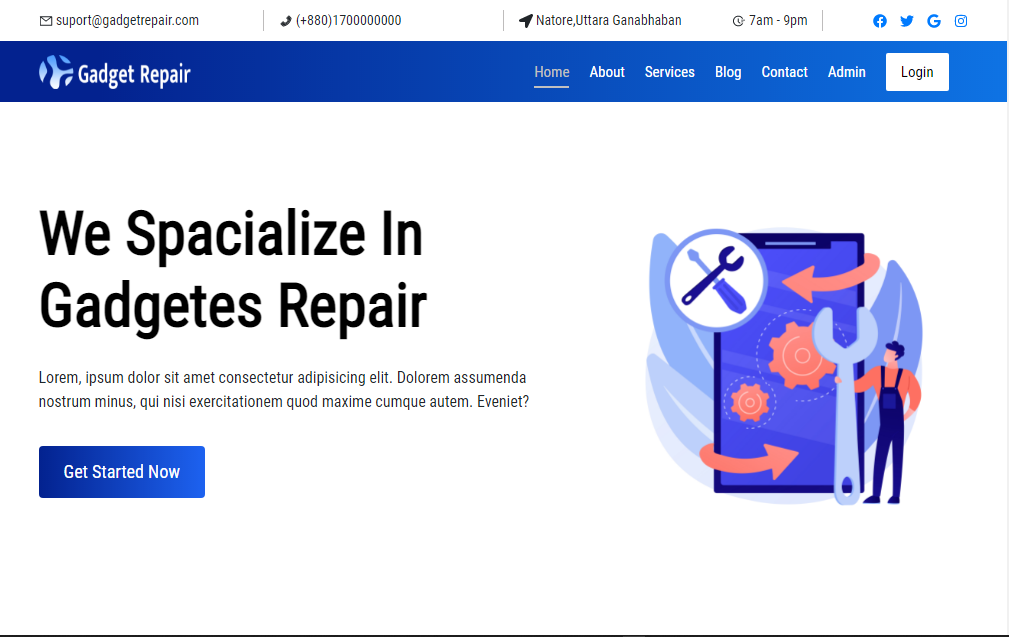 suport@gadgetrepair.com
(+880)1700000000
Natore,Uttara Ganabhaban
7am - 9pm
Gadget Repair
Home
About
Services
Blog
Contact
Admin
Login
We Spacialize In
Gadgetes Repair
Lorem, ipsum dolor sit amet consectetur adipisicing elit. Dolorem assumenda
nostrum minus, qui nisi exercitationem quod maxime cumque autem. Eveniet?
Get Started Now